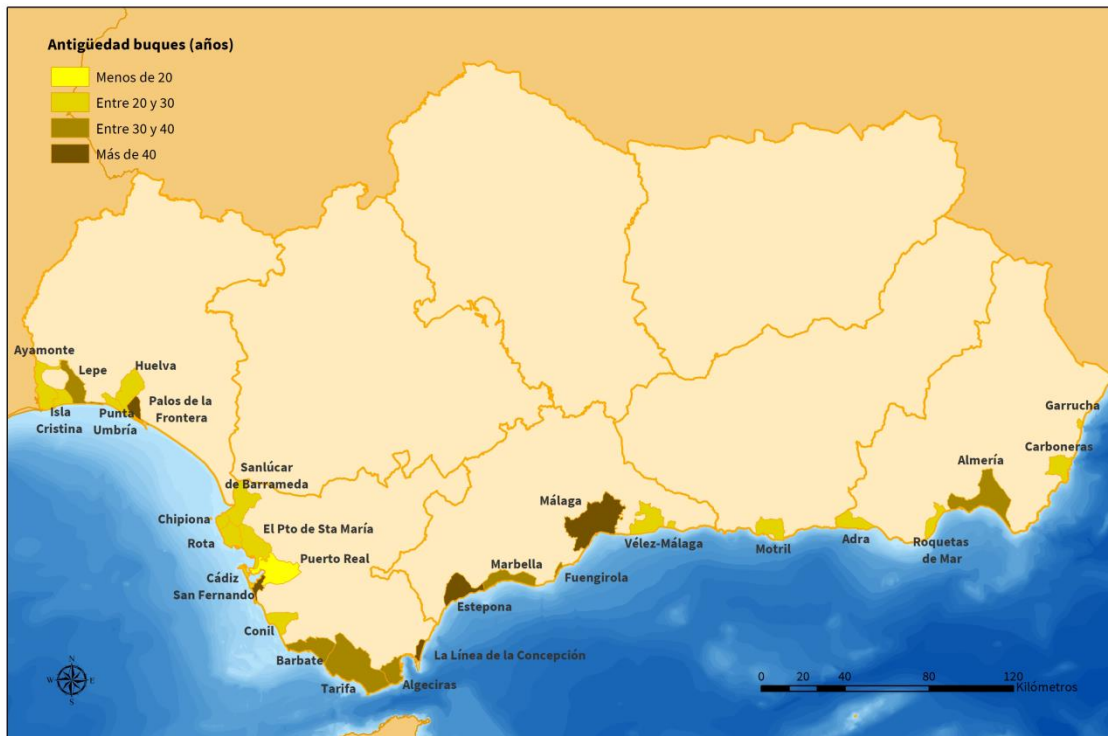 Antigüedad buques (años)
Menos de 20
Entre 20 y 30
Entre 30 y 40
Más de 40
Ayamonte
Lepe
Huelva
Isla
Cristina
Punta
Umbría
Palos de la
Frontera
Sanlúcar
de Barrameda
Chipiona
El Pto de Sta María
Rota
Puerto Real
Cádiz
San Fernando
Conil
Barbate
Tarifa
Algeciras
La Línea de la Concepción
Estepona
Marbella
Fuengirola
Málaga
Vélez-Málaga
Motril
Adra
Roquetas
de Mar
Almería
Carboneras
Garrucha
N
W E
S
0 20 40 80 120
Kilómetros